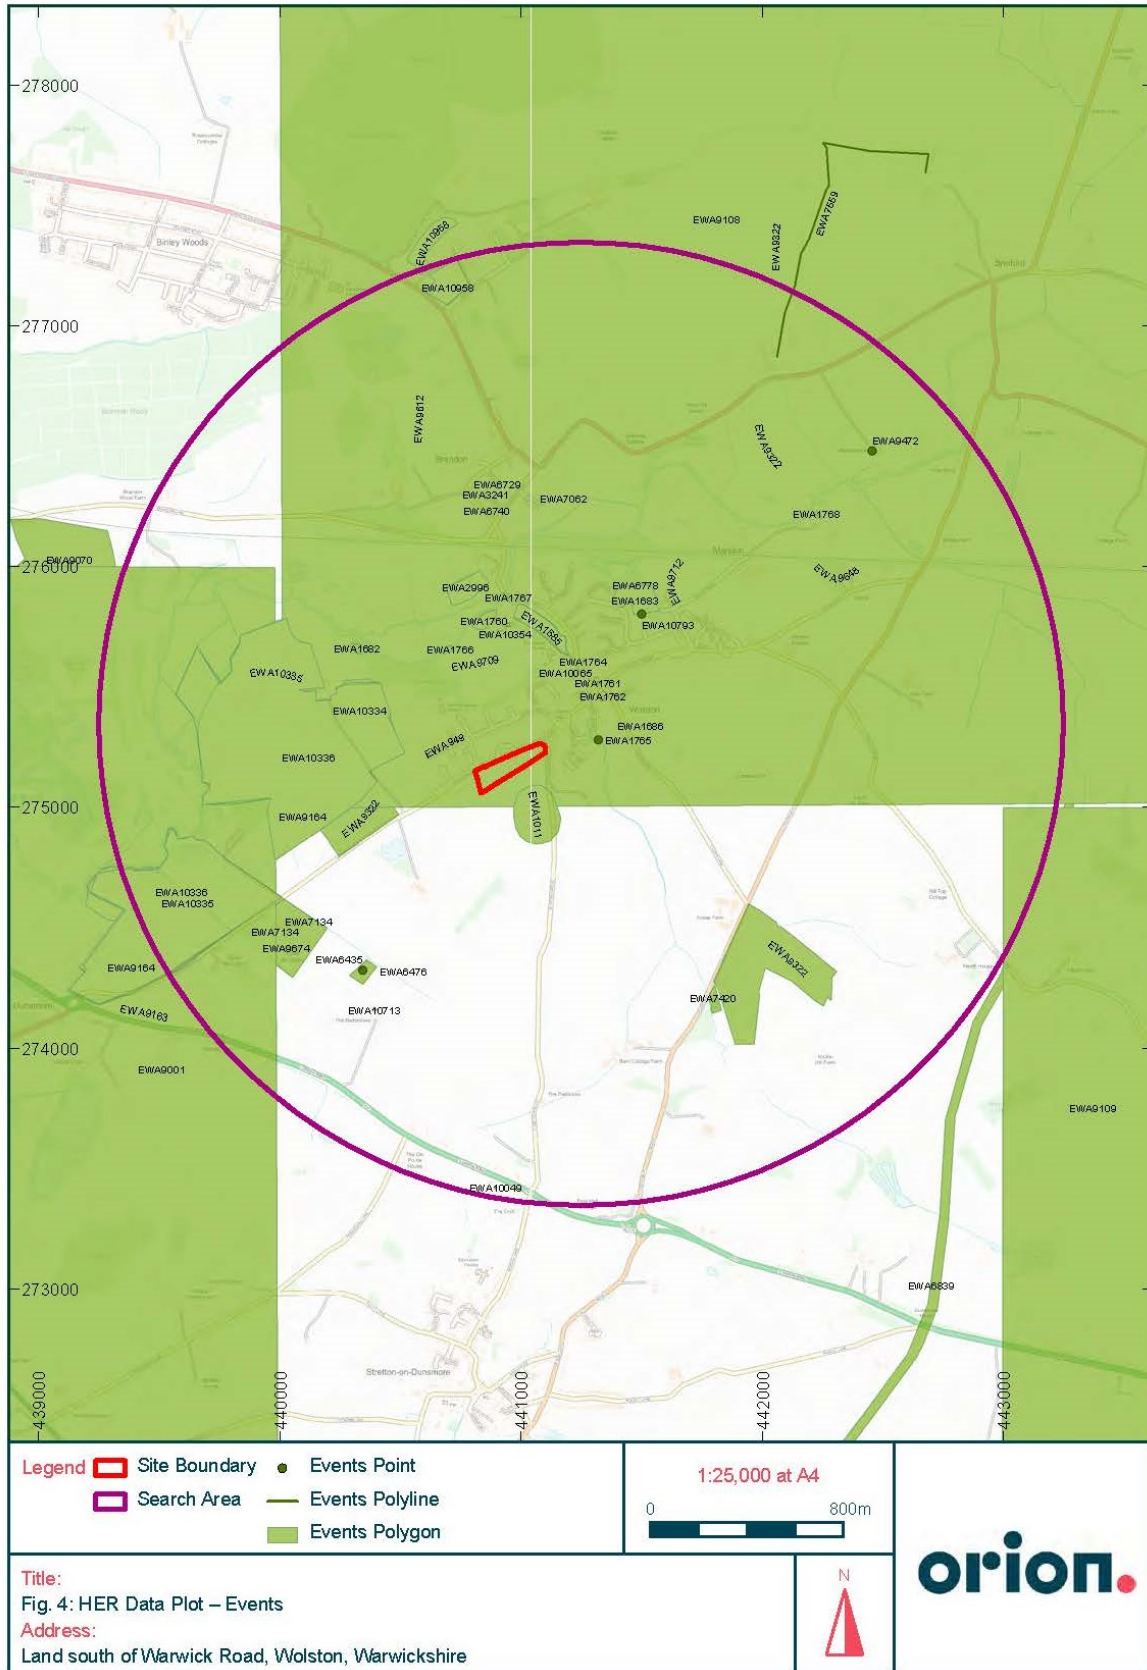 278000
EWA10958
EWA9108
EWA9322
EWA7669
Binley Woods
EWA10958
277000
EWA9612
EWA9322
EWA9472
Brandon
EWA6729
EWA3241
EWA7062
EWA6740
EWA1768
276000
EWA9070
EWA2996
EWA1767
EWA6778
EWA9712
EWA9648
EWA1683
EWA1760
EWA1685
EWA10793
EWA10354
EWA1682
EWA1766
EWA9709
EWA1764
EWA10335
EWA10065
EWA1761
EWA1762
EWA10334
Wolston
EWA1686
EWA948
EWA1765
EWA10336
275000
EWA9164
EWA9322
EWA1011
EWA10336
EWA10335
EWA7134
EWA7134
EWA9674
EWA6435
EWA6476
EWA9164
EWA9322
EWA7420
EWA9163
EWA10713
274000
EWA9001
EWA9109
EWA10049
273000
EWA6839
Stretton-on-Dunsmore
439000
440000
441000
442000
443000
Legend
Site Boundary
Events Point
Search Area
Events Polyline
Events Polygon
1:25,000 at A4
0 800m
Title:
Fig. 4: HER Data Plot – Events
Address:
Land south of Warwick Road, Wolston, Warwickshire
N
orion.